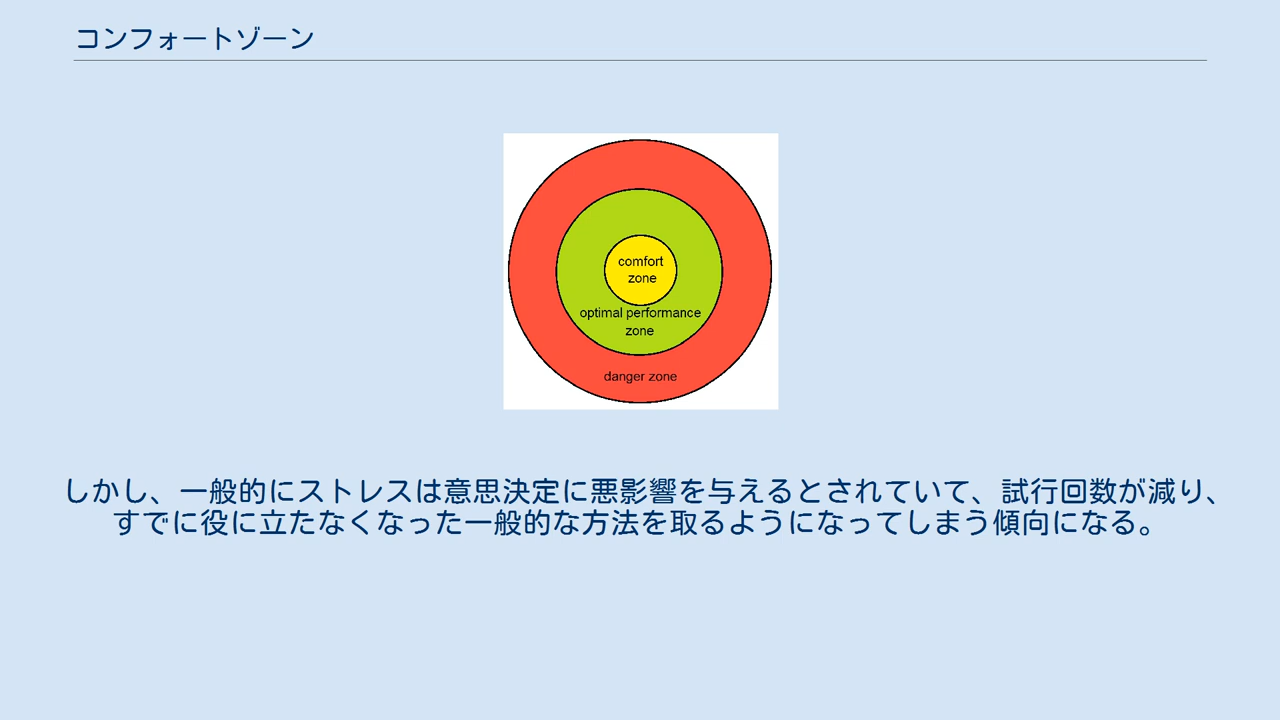 コンフォートゾーン
comfort
zone
optimal performance
zone
danger zone
しかし、一般的にストレスは意思決定に悪影響を与えるとされていて、試行回数が減り、
すでに役に立たなくなった一般的な方法を取るようになってしまう傾向になる。